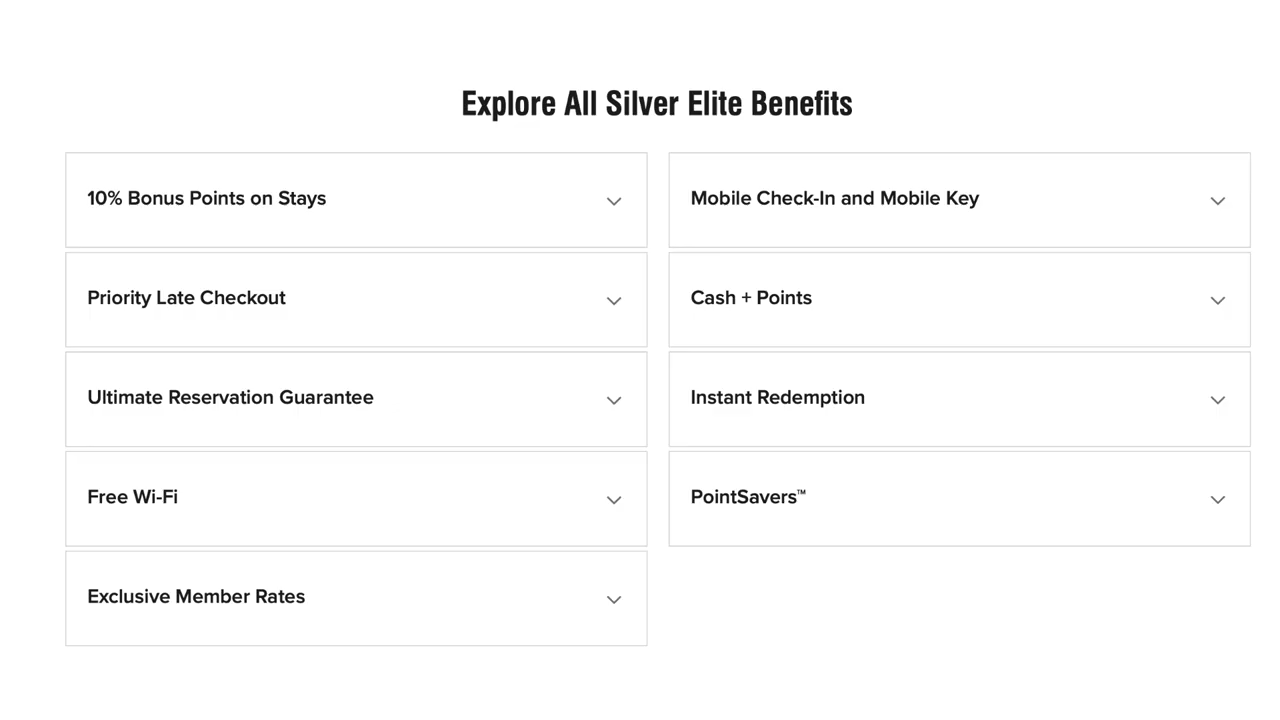 Explore All Silver Elite Benefits
10% Bonus Points on Stays
Priority Late Checkout
Ultimate Reservation Guarantee
Free Wi-Fi
Exclusive Member Rates
Mobile Check-In and Mobile Key
Cash + Points
Instant Redemption
PointSavers™